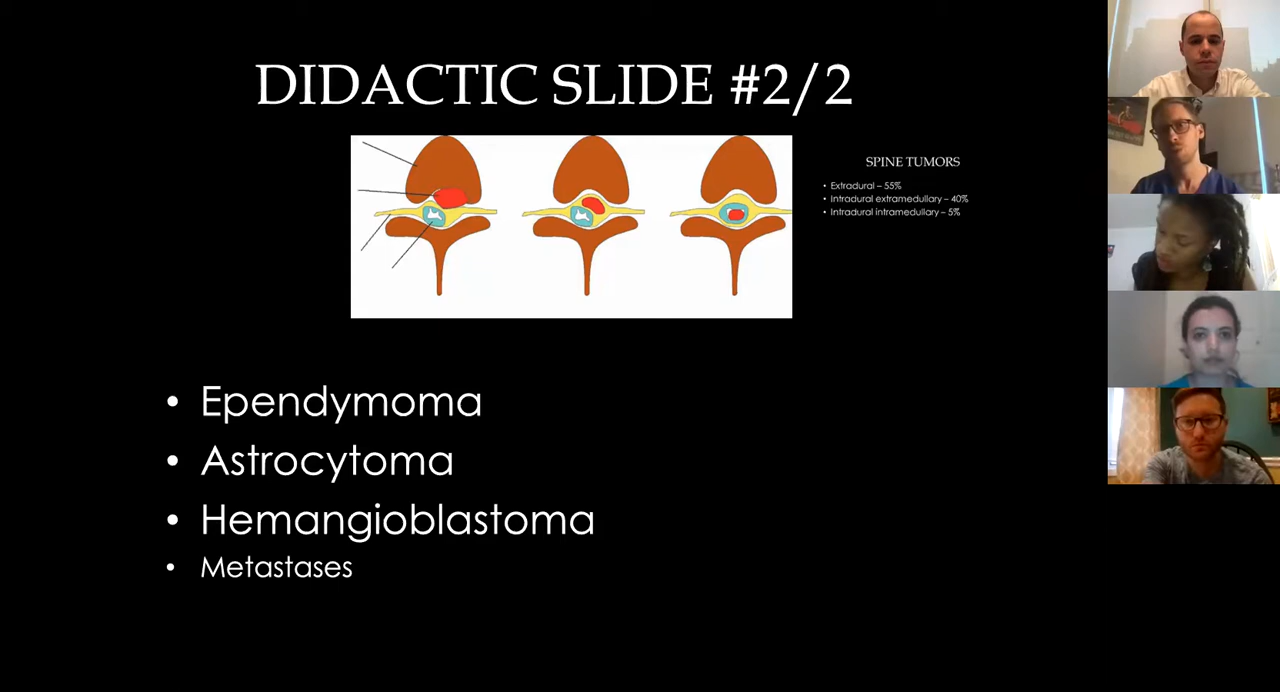 DIDACTIC SLIDE #2/2
SPINE TUMORS
• Extradural – 55%
• Intradural extramedullary – 40%
• Intradural intramedullary – 5%
• Ependymoma
• Astrocytoma
• Hemangioblastoma
• Metastases